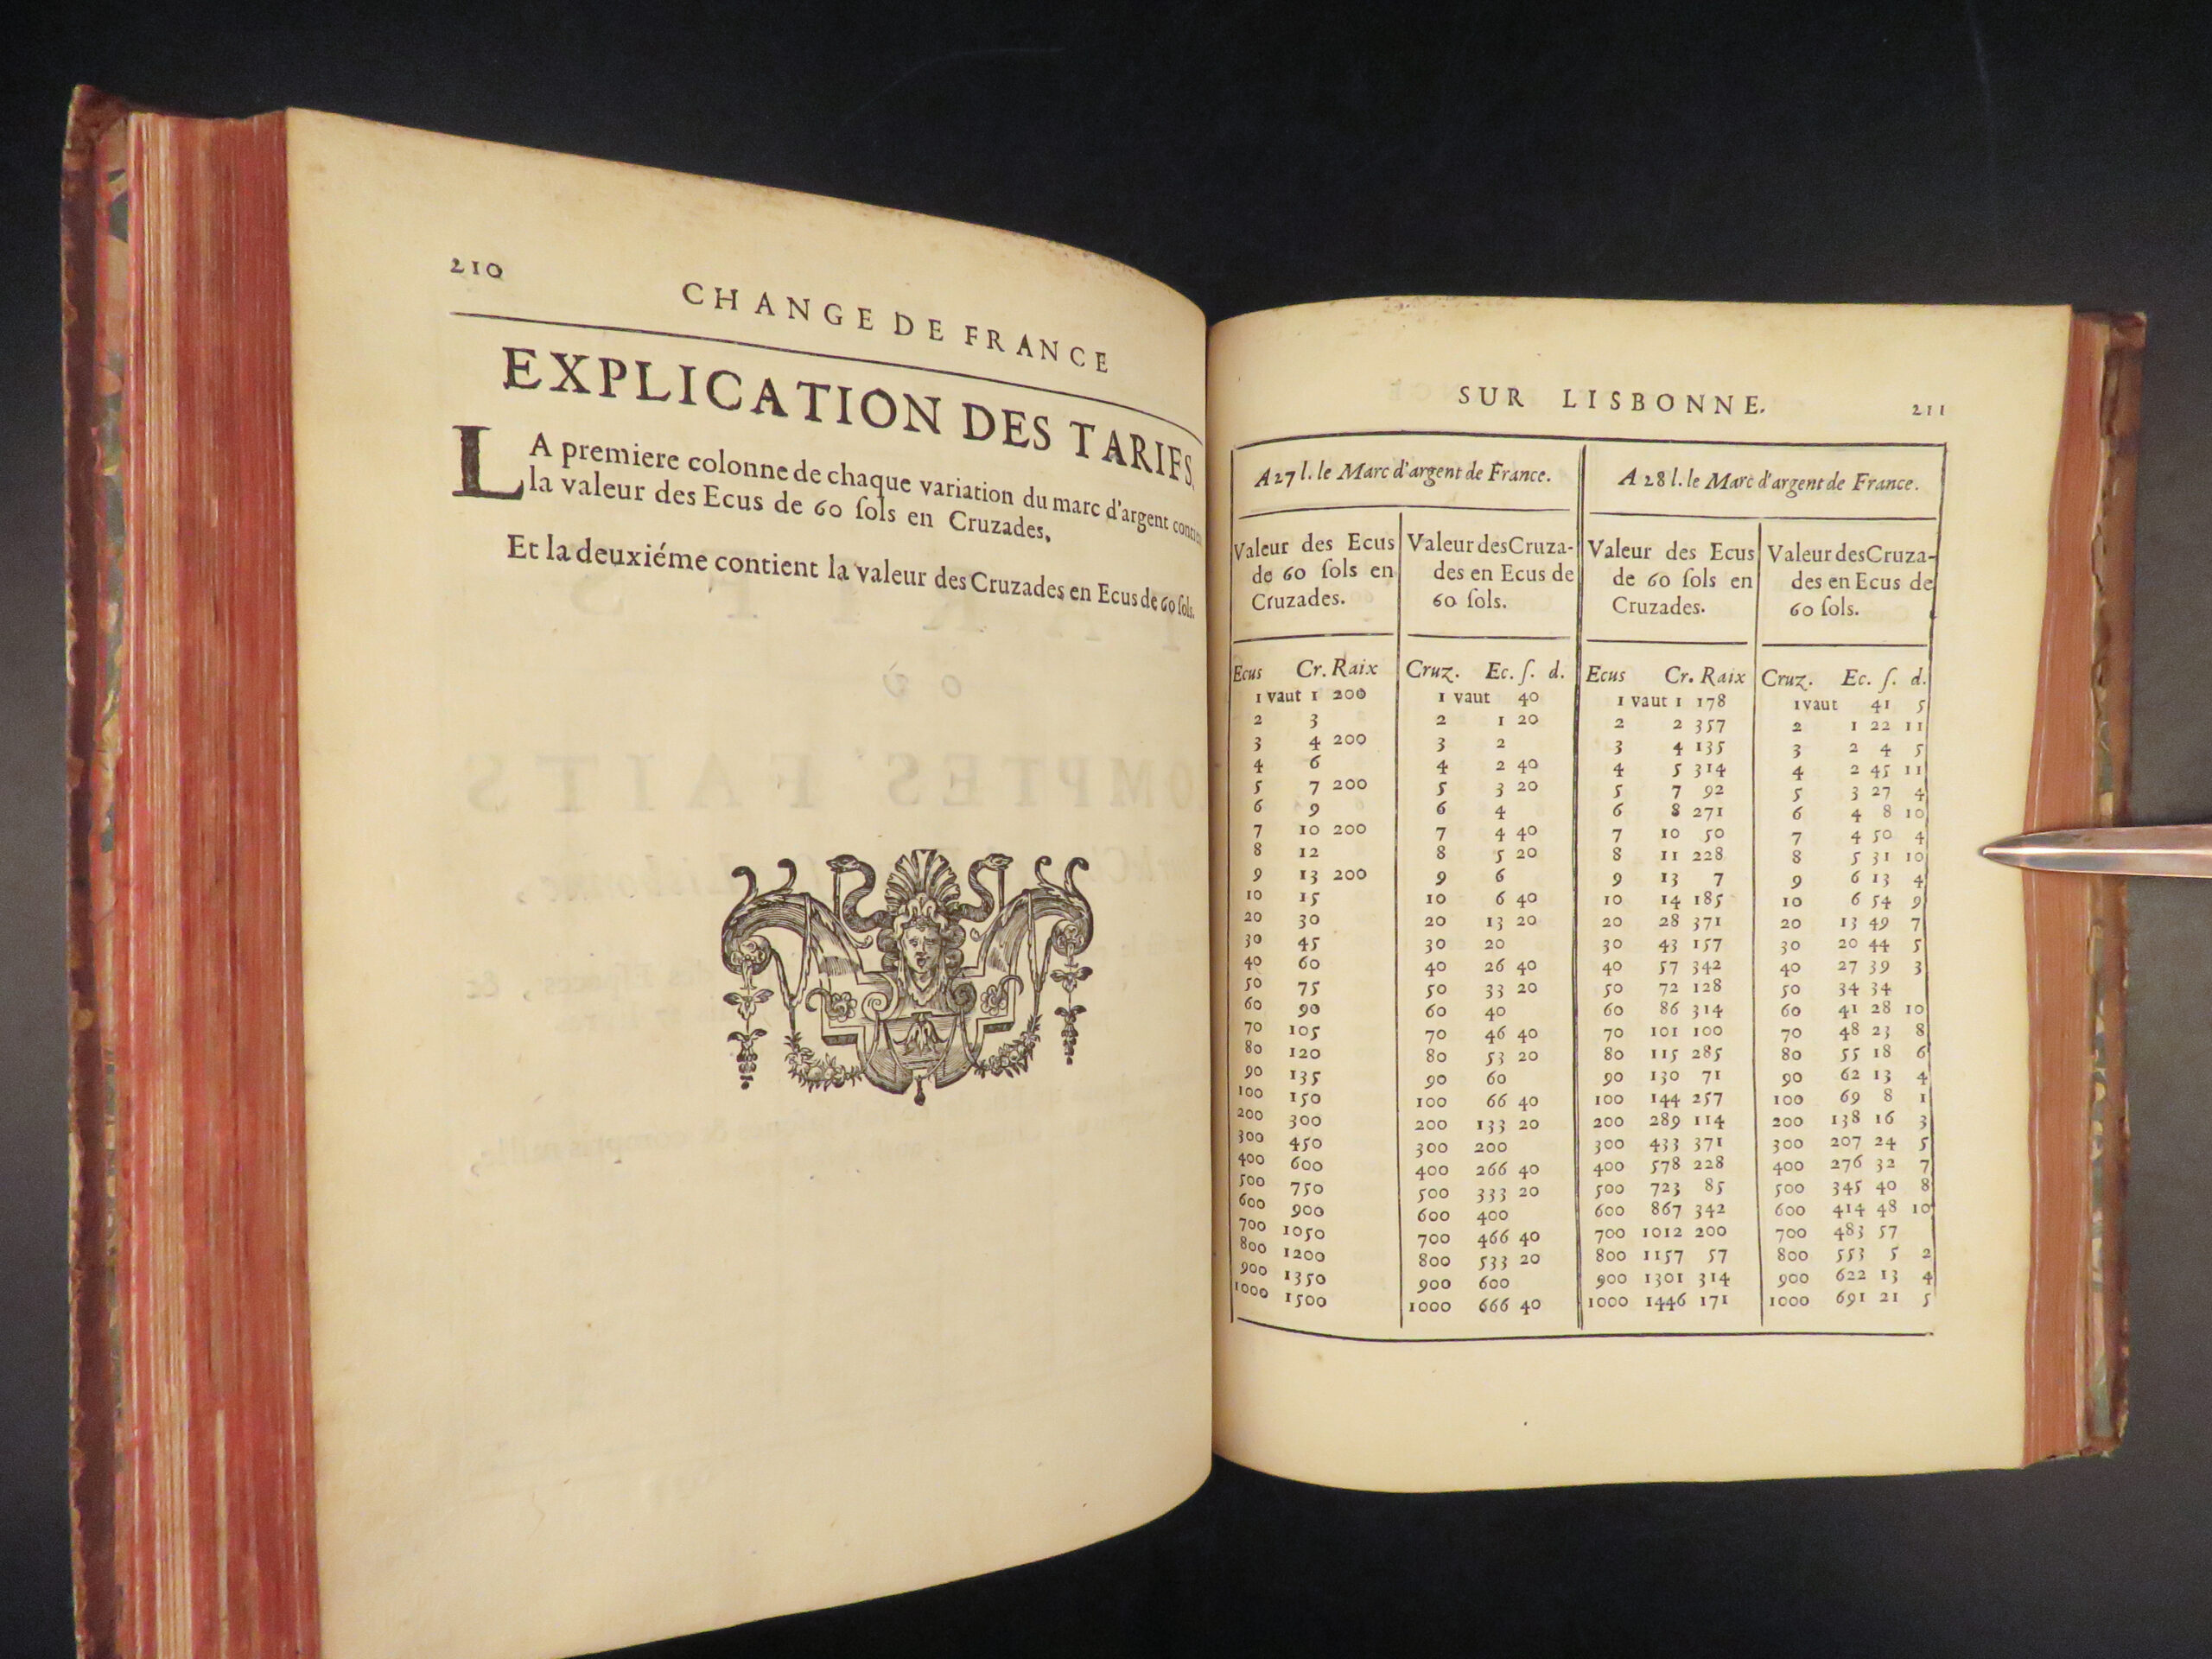 210
CHANGE DE FRANCE
EXPLICATION DES TARIFS.
LA premiere colonne de chaque variation du marc d'argent
la valeur des Ecus de 60 ſols en Cruzades,
Et la deuxiéme contient la valeur des Cruzades en Ecus de 60 ſols.
SUR LISBONNE. 211
A 27 l. le Marc d'argent de France. A 28 l. le Marc d'argent de France.
Valeur des Ecus Valeur des Cruza- Valeur des Ecus Valeur des Cruza-
de 60 ſols en des en Ecus de de 60 ſols en des en Ecus de
Cruzades. 60 ſols. Cruzades. 60 ſols.
Ecus Cr. Raix Cruz. Ec. ſ. d. Ecus Cr. Raix Cruz. Ec. ſ. d.
1 vaut 1 200 1 vaut 40 1 vaut 1 178 1 vaut 41 5
2 3 2 1 20 2 2 357 2 1 22 11
3 4 200 3 2 3 4 135 3 2 4 5
4 6 4 2 40 4 5 314 4 2 45 11
5 7 200 5 3 20 5 7 92 5 3 27 4
6 9 6 4 6 8 271 6 4 8 10
7 10 200 7 4 40 7 10 50 7 4 50 4
8 12 8 5 20 8 11 228 8 5 31 10
9 13 200 9 6 9 13 7 9 6 13 4
10 15 10 6 40 10 14 185 10 6 54 9
20 30 20 13 20 20 28 371 20 13 49 7
30 45 30 20 30 43 157 30 20 44 5
40 60 40 26 40 40 57 342 40 27 39 3
50 75 50 33 20 50 72 128 50 34 34
60 90 60 40 60 86 314 60 41 28 10
70 105 70 46 40 70 101 100 70 48 23 8
80 120 80 53 20 80 115 285 80 55 18 6
90 135 90 60 90 130 71 90 62 13 4
100 150 100 66 40 100 144 257 100 69 8 1
200 300 200 133 20 200 289 114 200 138 16 3
300 450 300 200 300 433 371 300 207 24 5
400 600 400 266 40 400 578 228 400 276 32 7
500 750 500 333 20 500 723 85 500 345 40 8
600 900 600 400 600 867 342 600 414 48 10
700 1050 700 466 40 700 1012 200 700 483 57
800 1200 800 533 20 800 1157 57 800 553 5 2
900 1350 900 600 900 1301 314 900 622 13 4
1000 1500 1000 666 40 1000 1446 171 1000 691 21 5